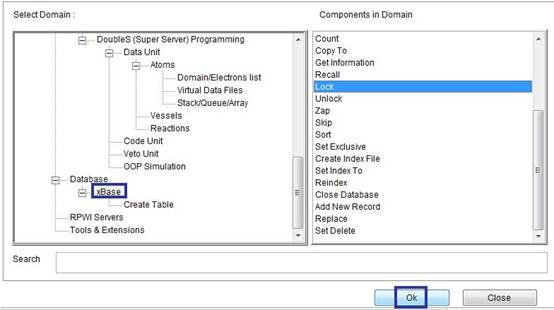 Select Domain :
DoubleS (Super Server) Programming
Data Unit
Atoms
Domain/Electrons list
Virtual Data Files
Stack/Queue/Array
Vessels
Reactions
Code Unit
Veto Unit
OOP Simulation
Database
xBase
Create Table
RPWI Servers
Tools & Extensions
Components in Domain
Count
Copy To
Get Information
Recall
Lock
Unlock
Zap
Skip
Sort
Set Exclusive
Create Index File
Set Index To
Reindex
Close Database
Add New Record
Replace
Set Delete
Search
Ok
Close